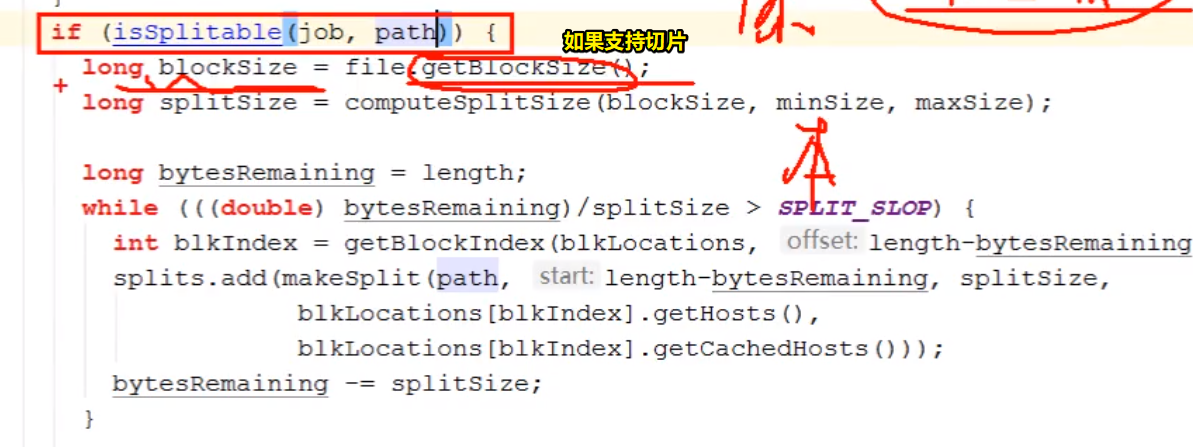 if (isSplitable(job, path)) {
如果支持切片
long blockSize = file.getBlockSize();
long splitSize = computeSplitSize(blockSize, minSize, maxSize);
long bytesRemaining = length;
while (((double) bytesRemaining)/splitSize > SPLIT_SLOP) {
int blkIndex = getBlockIndex(blkLocations, offset: length-bytesRemaining
splits.add(makeSplit(path, start: length-bytesRemaining, splitSize,
blkLocations[blkIndex].getHosts(),
blkLocations[blkIndex].getCachedHosts()));
bytesRemaining -= splitSize;
}